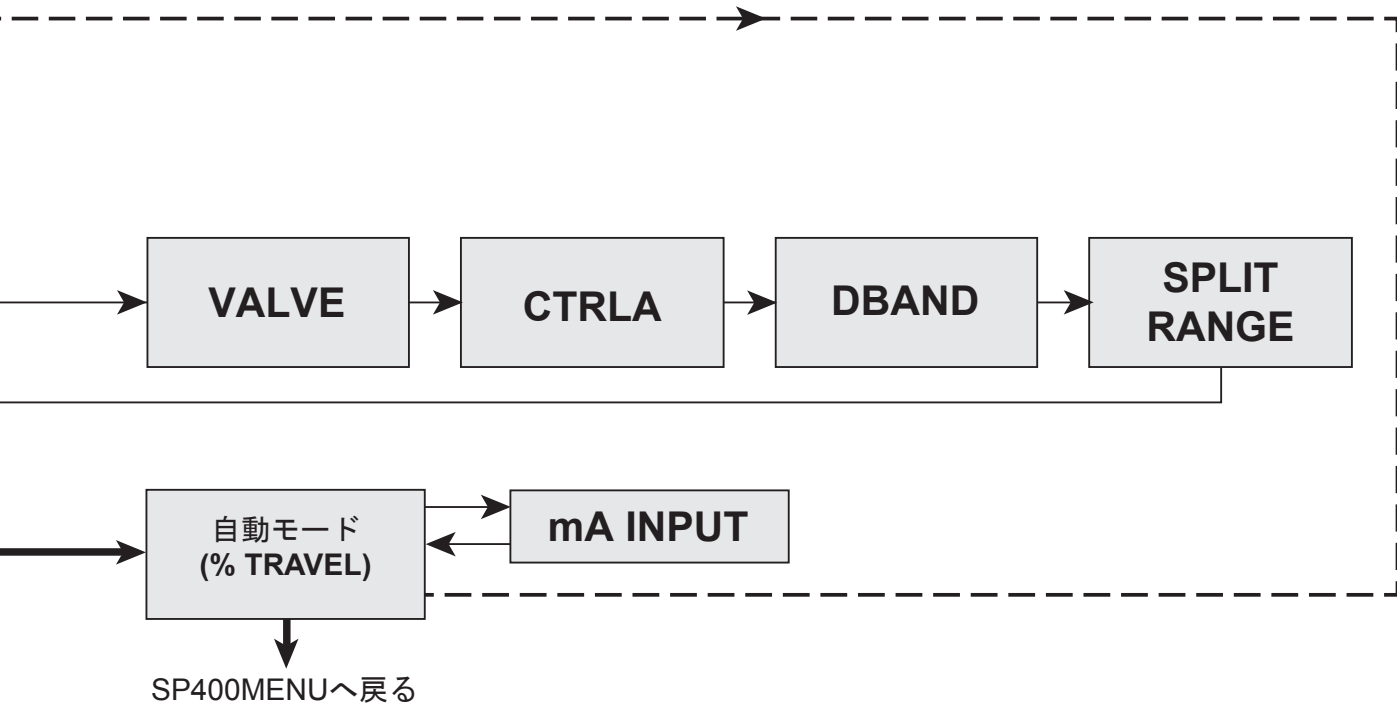 VALVE
CTRLA
DBAND
SPLIT
RANGE
自動モード
(% TRAVEL)
mA INPUT
SP400MENUへ戻る